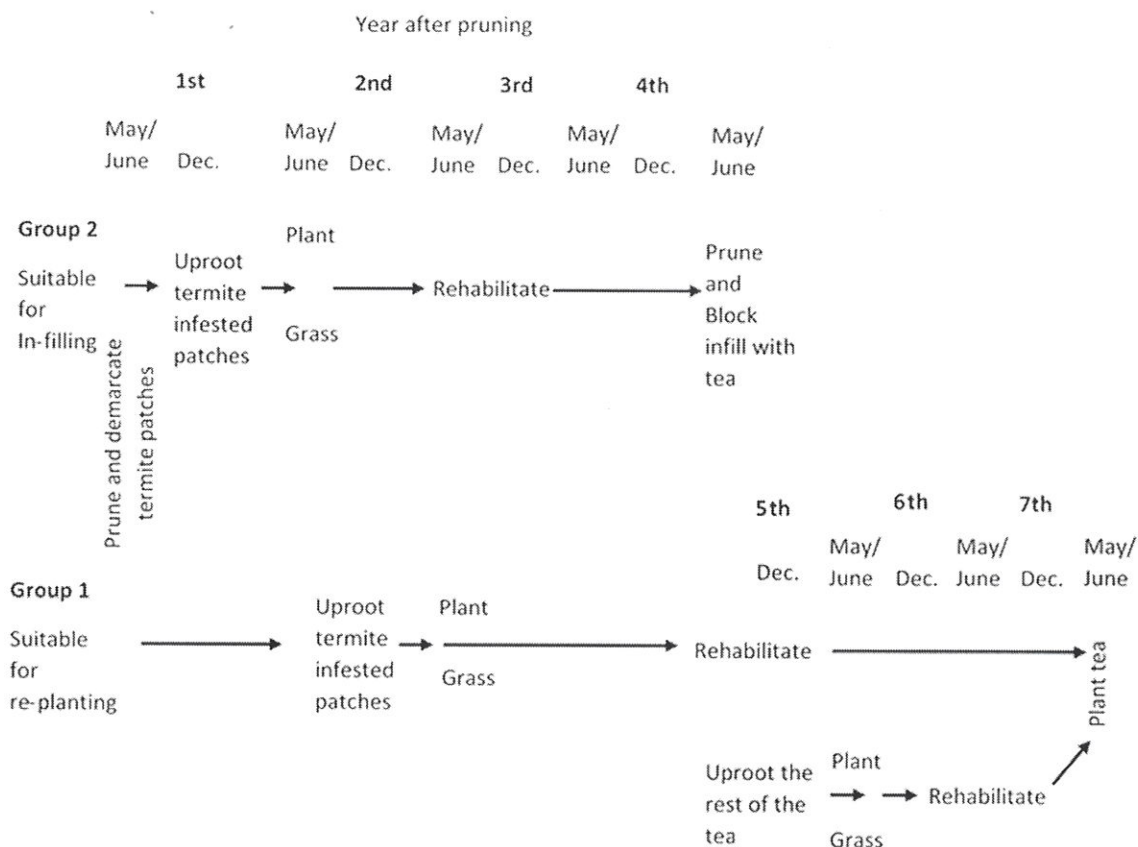 Year after pruning
1st 2nd 3rd 4th
May/ May/ May/ May/ May/
June Dec. June Dec. June Dec. June Dec. June
Group 2
Suitable
for
In-filling
Prune and demarcate
termite patches
Uproot
termite
infested
patches
Plant
Grass
Rehabilitate
Prune
and
Block
infill with
tea
5th 6th 7th
May/ May/ May/
Dec. June Dec. June Dec. June
Group 1
Suitable
for
re-planting
Uproot
termite
infested
patches
Plant
Grass
Rehabilitate
Plant tea
Uproot the
rest of the
tea
Plant
Grass
Rehabilitate